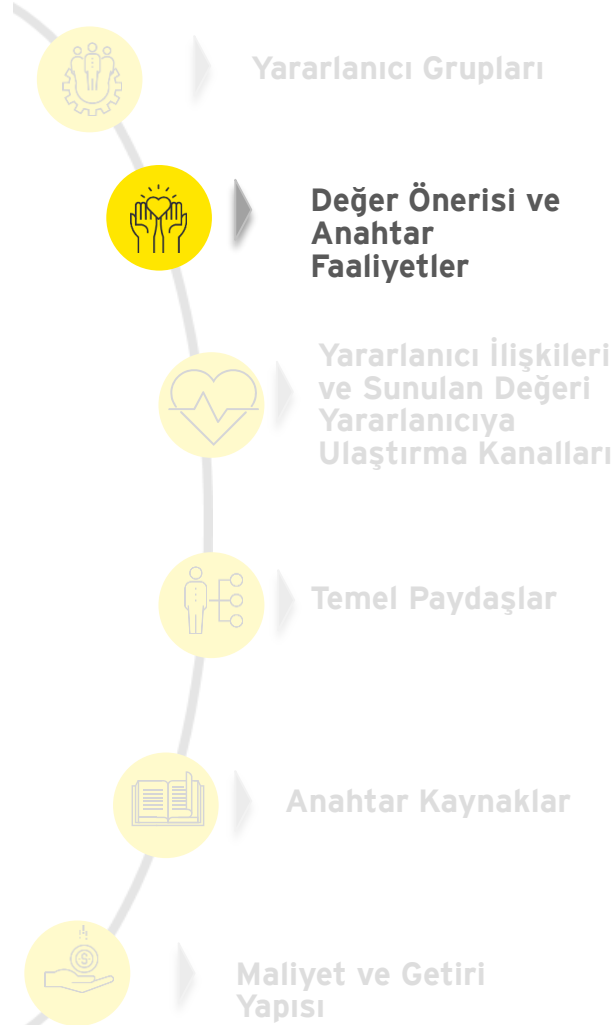 Yararlanıcı Grupları
Değer Önerisi ve
Anahtar
Faaliyetler
Yararlanıcı İlişkileri
ve Sunulan Değeri
Yararlanıcıya
Ulaştırma Kanalları
Temel Paydaşlar
Anahtar Kaynaklar
Maliyet ve Getiri
Yapısı